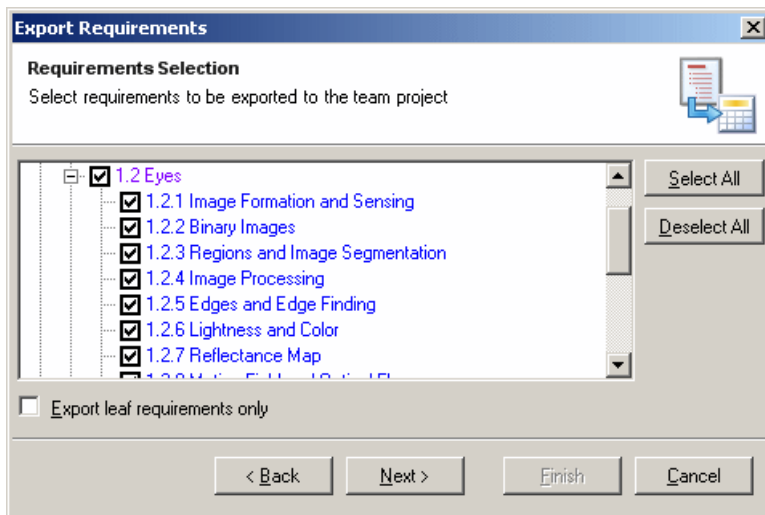 Export Requirements
Requirements Selection
Select requirements to be exported to the team project
1.2 Eyes
1.2.1 Image Formation and Sensing
1.2.2 Binary Images
1.2.3 Regions and Image Segmentation
1.2.4 Image Processing
1.2.5 Edges and Edge Finding
1.2.6 Lightness and Color
1.2.7 Reflectance Map
Select All
Deselect All
Export leaf requirements only
< Back
Next >
Finish
Cancel